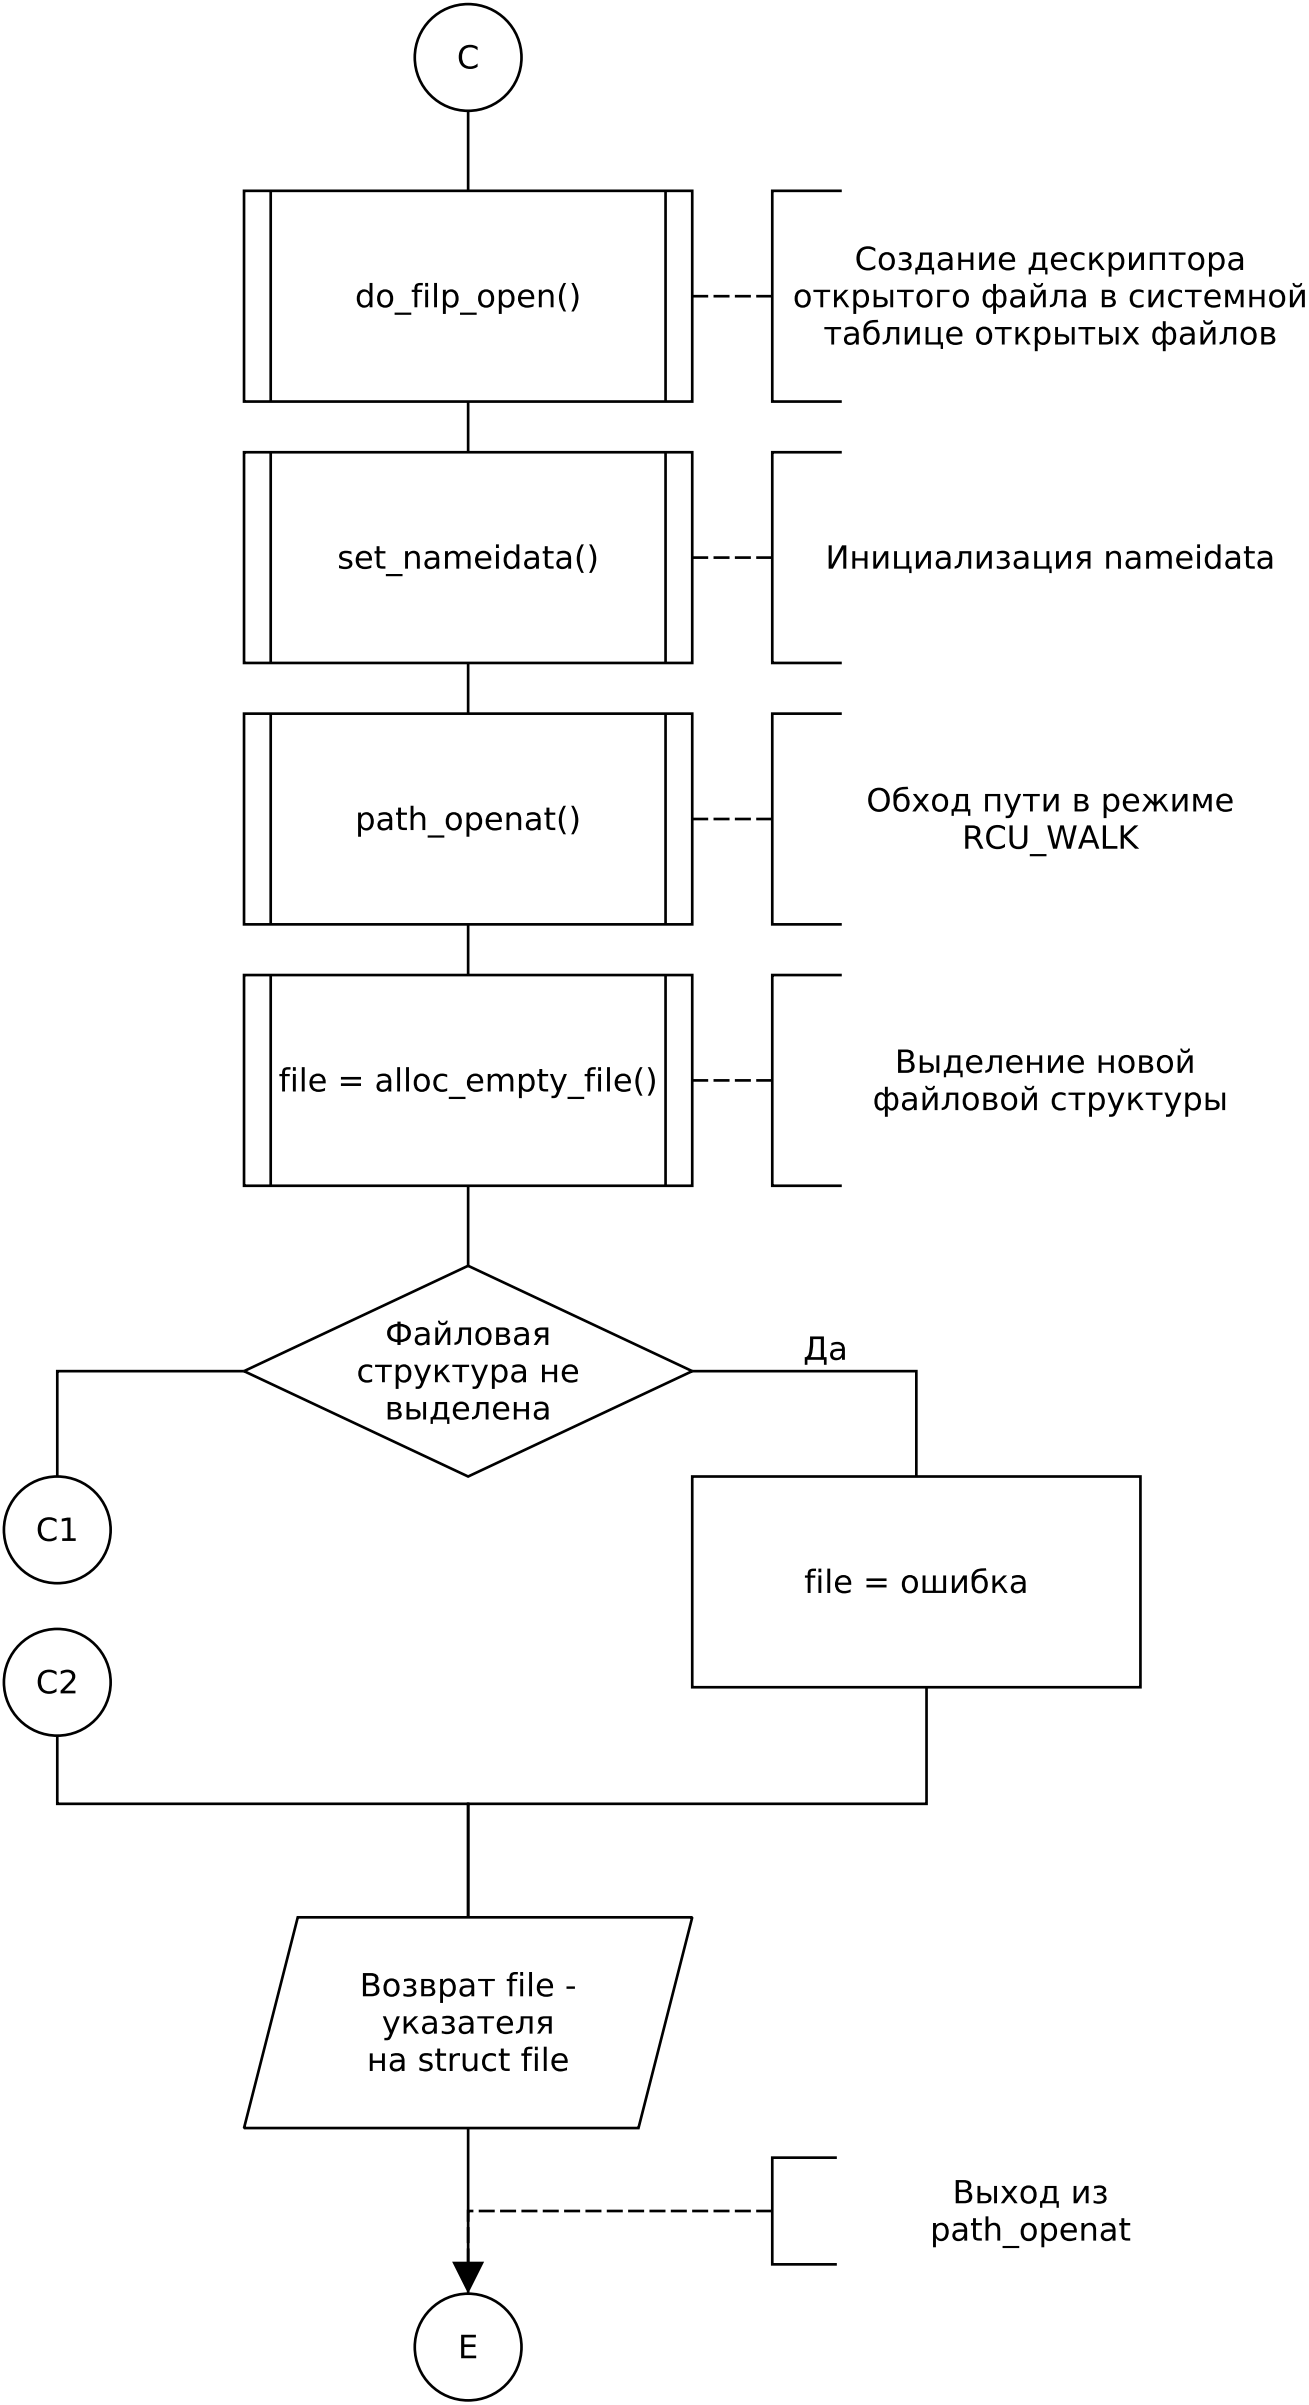 C
do_filp_open()
Создание дескриптора
открытого файла в системной
таблице открытых файлов
set_nameidata()
Инициализация nameidata
path_openat()
Обход пути в режиме
RCU_WALK
file = alloc_empty_file()
Выделение новой
файловой структуры
Файловая
структура не
выделена
Да
C1
file = ошибка
C2
Возврат file -
указателя
на struct file
Выход из
path_openat
E